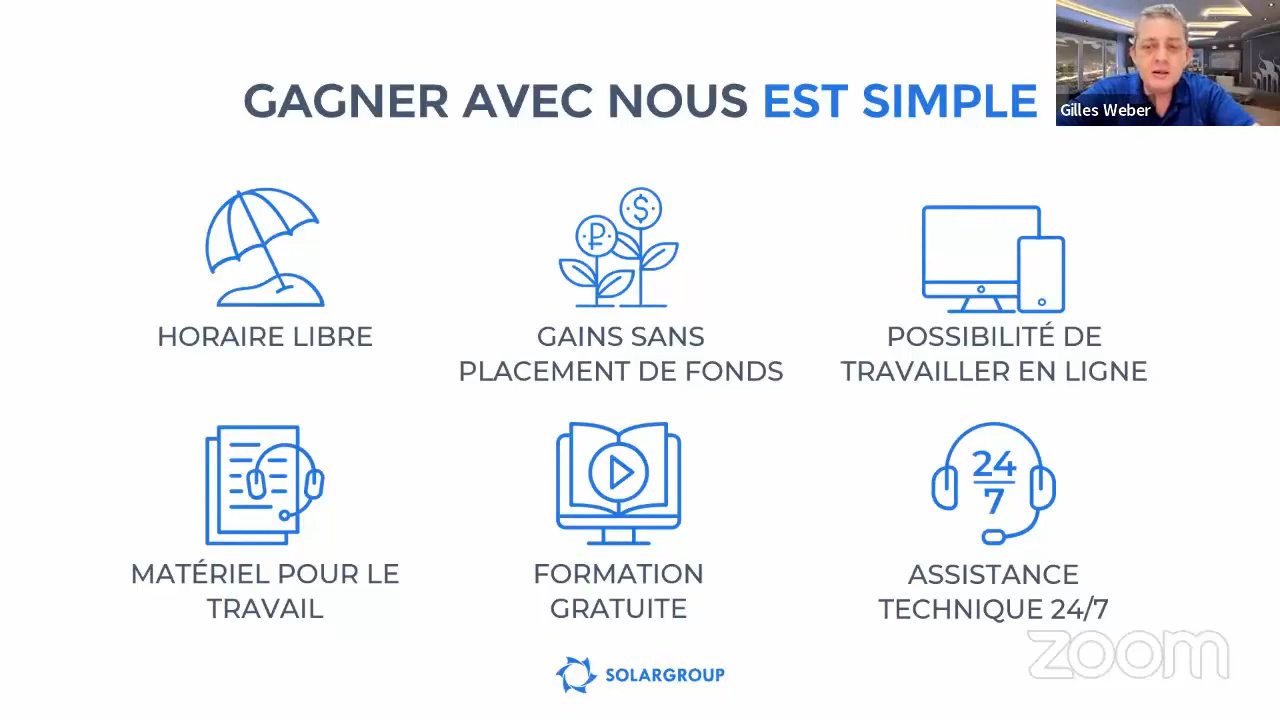 GAGNER AVEC NOUS EST SIMPLE
Gilles Weber
HORAIRE LIBRE
GAINS SANS
PLACEMENT DE FONDS
POSSIBILITÉ DE
TRAVAILLER EN LIGNE
24
7
MATÉRIEL POUR LE
TRAVAIL
FORMATION
GRATUITE
ASSISTANCE
TECHNIQUE 24/7
zoom
SOLARGROUP